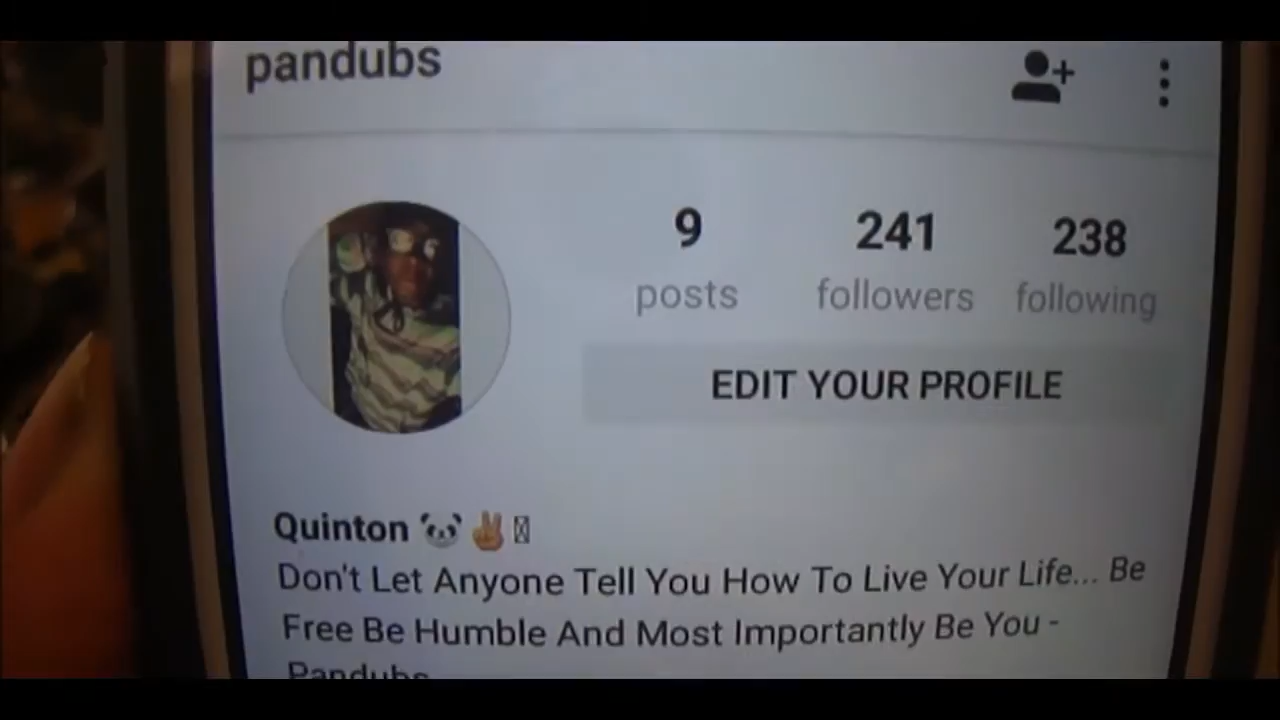 pandubs
9
241
238
posts
followers
following
EDIT YOUR PROFILE
Quinton 🐼✌🏼
Don't Let Anyone Tell You How To Live Your Life... Be
Free Be Humble And Most Importantly Be You -
Pandubs